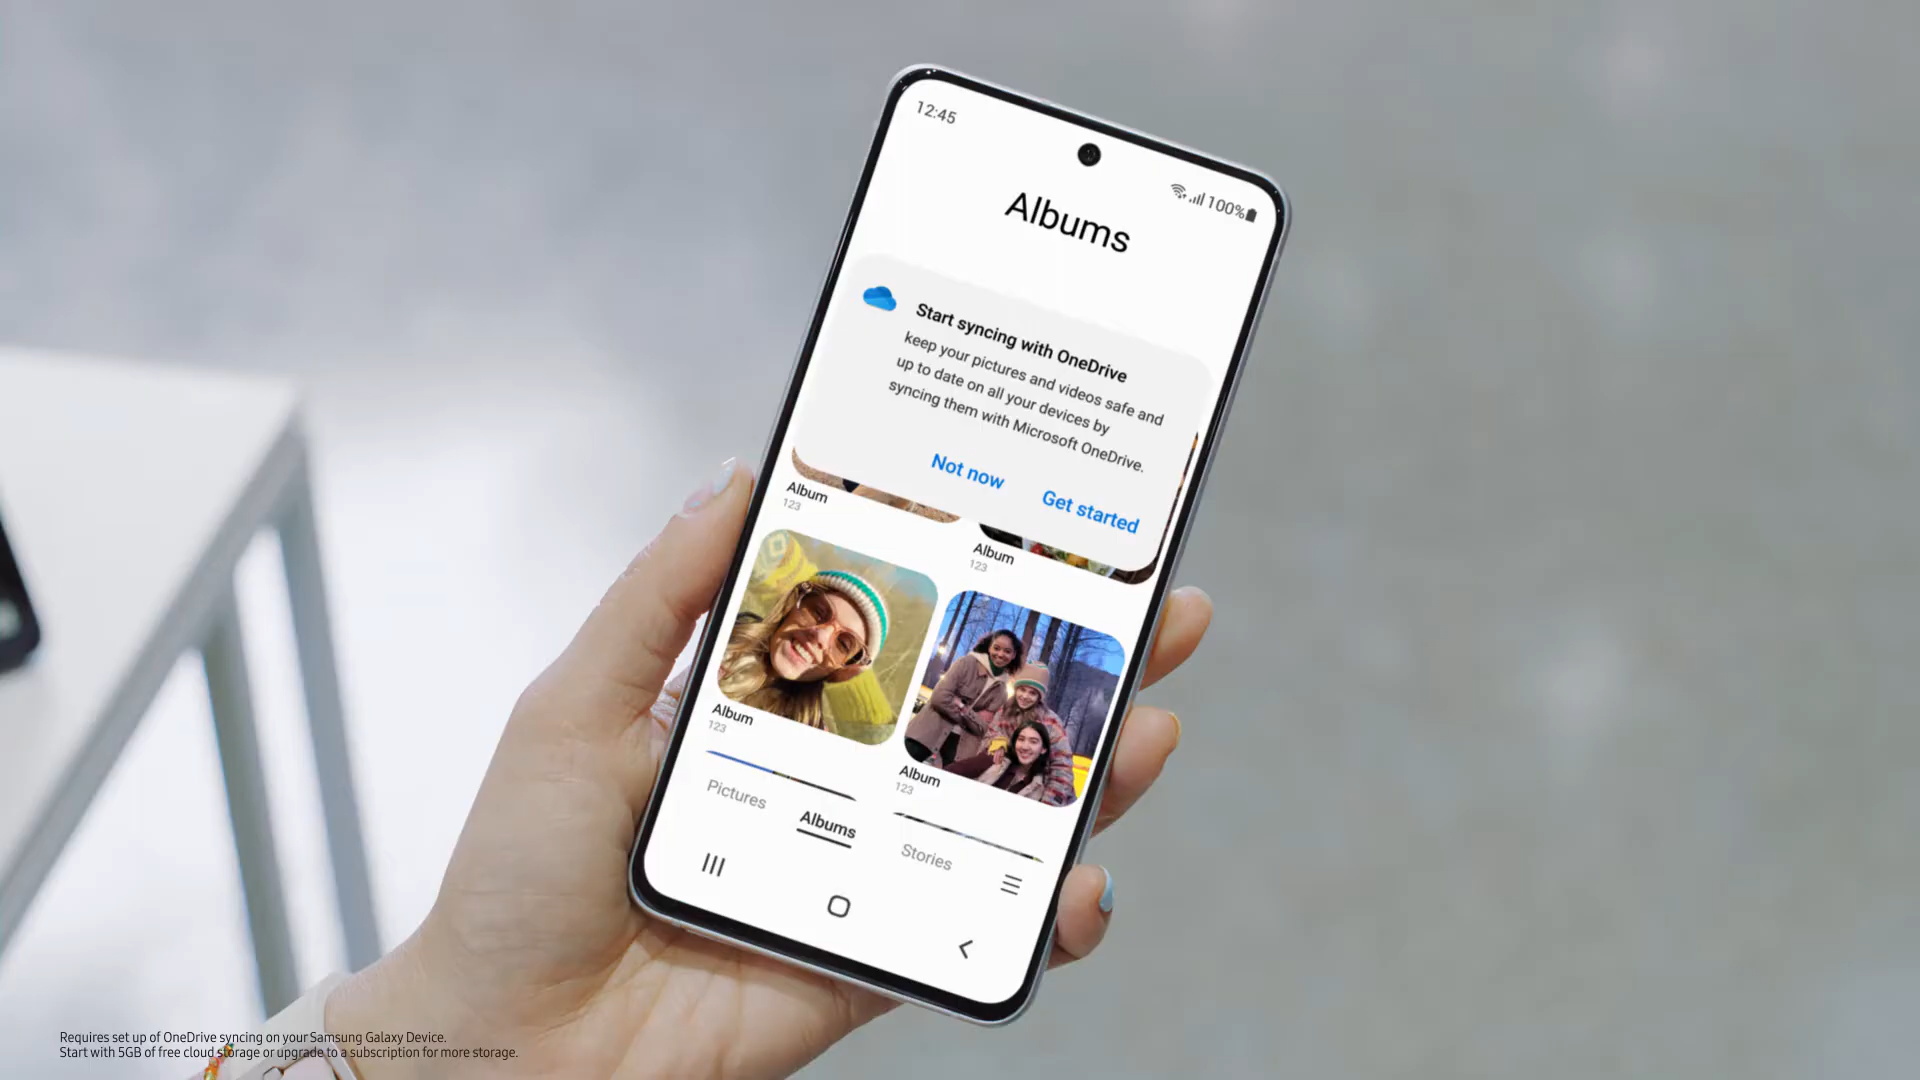 12:45
100%
Albums
Start syncing with OneDrive
keep your pictures and videos safe and
up to date on all your devices by
syncing them with Microsoft OneDrive.
Not now
Get started
Album
123
Album
123
Album
123
Album
123
Pictures
Albums
Stories
Requires set up of OneDrive syncing on your Samsung Galaxy Device.
Start with 5GB of free cloud storage or upgrade to a subscription for more storage.